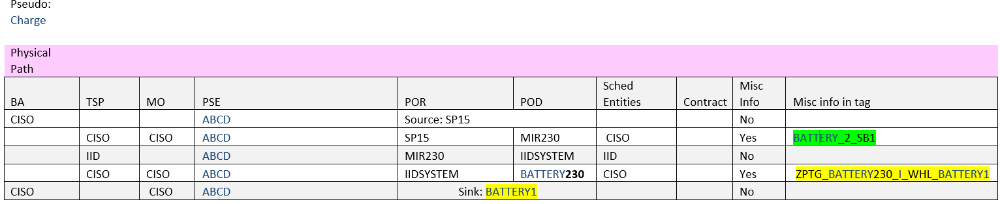 Pseudo:
Charge
Physical
Path
BA TSP MO PSE POR POD Sched Entities Contract Misc Info Misc info in tag
CISO ABCD Source: SP15 No
CISO CISO ABCD SP15 MIR230 CISO Yes BATTERY_2_SB1
IID ABCD MIR230 IIDSYSTEM IID No
CISO CISO ABCD IIDSYSTEM BATTERY230 CISO Yes ZPTG_BATTERY230_I_WHL_BATTERY1
CISO CISO ABCD Sink: BATTERY1 No